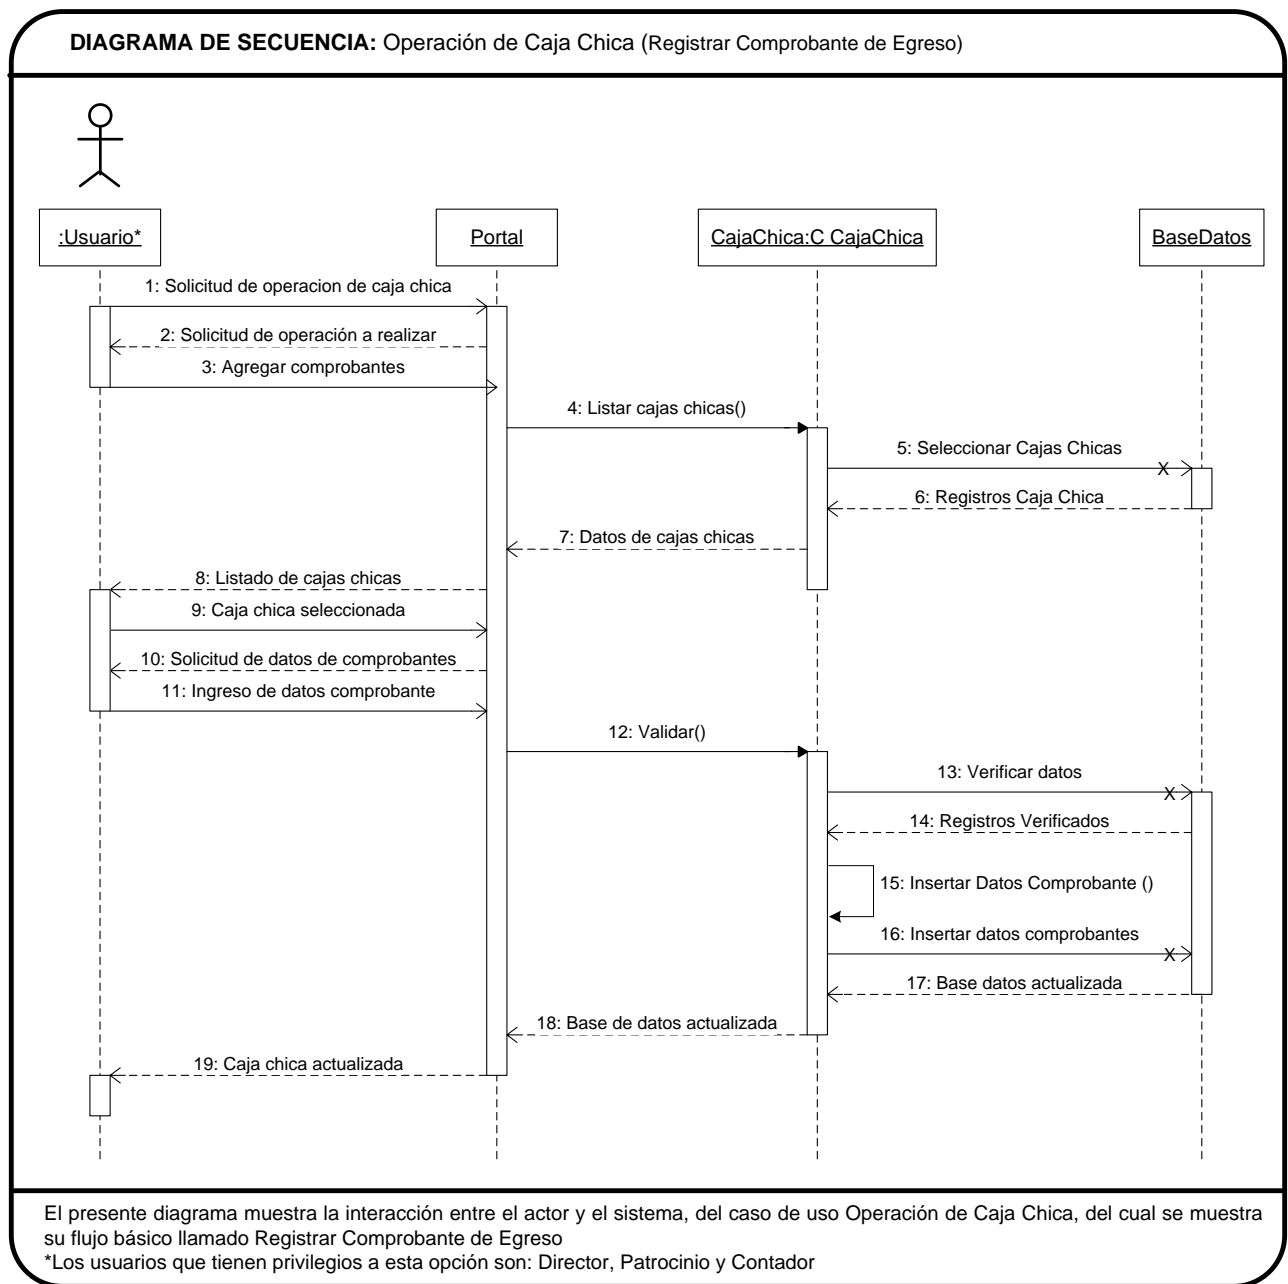 DIAGRAMA DE SECUENCIA: Operación de Caja Chica (Registrar Comprobante de Egreso)
:Usuario*
Portal
CajaChica:C CajaChica
BaseDatos
1: Solicitud de operacion de caja chica
2: Solicitud de operación a realizar
3: Agregar comprobantes
4: Listar cajas chicas()
5: Seleccionar Cajas Chicas
X
6: Registros Caja Chica
7: Datos de cajas chicas
8: Listado de cajas chicas
9: Caja chica seleccionada
10: Solicitud de datos de comprobantes
11: Ingreso de datos comprobante
12: Validar()
13: Verificar datos
X
14: Registros Verificados
15: Insertar Datos Comprobante ()
16: Insertar datos comprobantes
X
17: Base datos actualizada
18: Base de datos actualizada
19: Caja chica actualizada
El presente diagrama muestra la interacción entre el actor y el sistema, del caso de uso Operación de Caja Chica, del cual se muestra
su flujo básico llamado Registrar Comprobante de Egreso
*Los usuarios que tienen privilegios a esta opción son: Director, Patrocinio y Contador